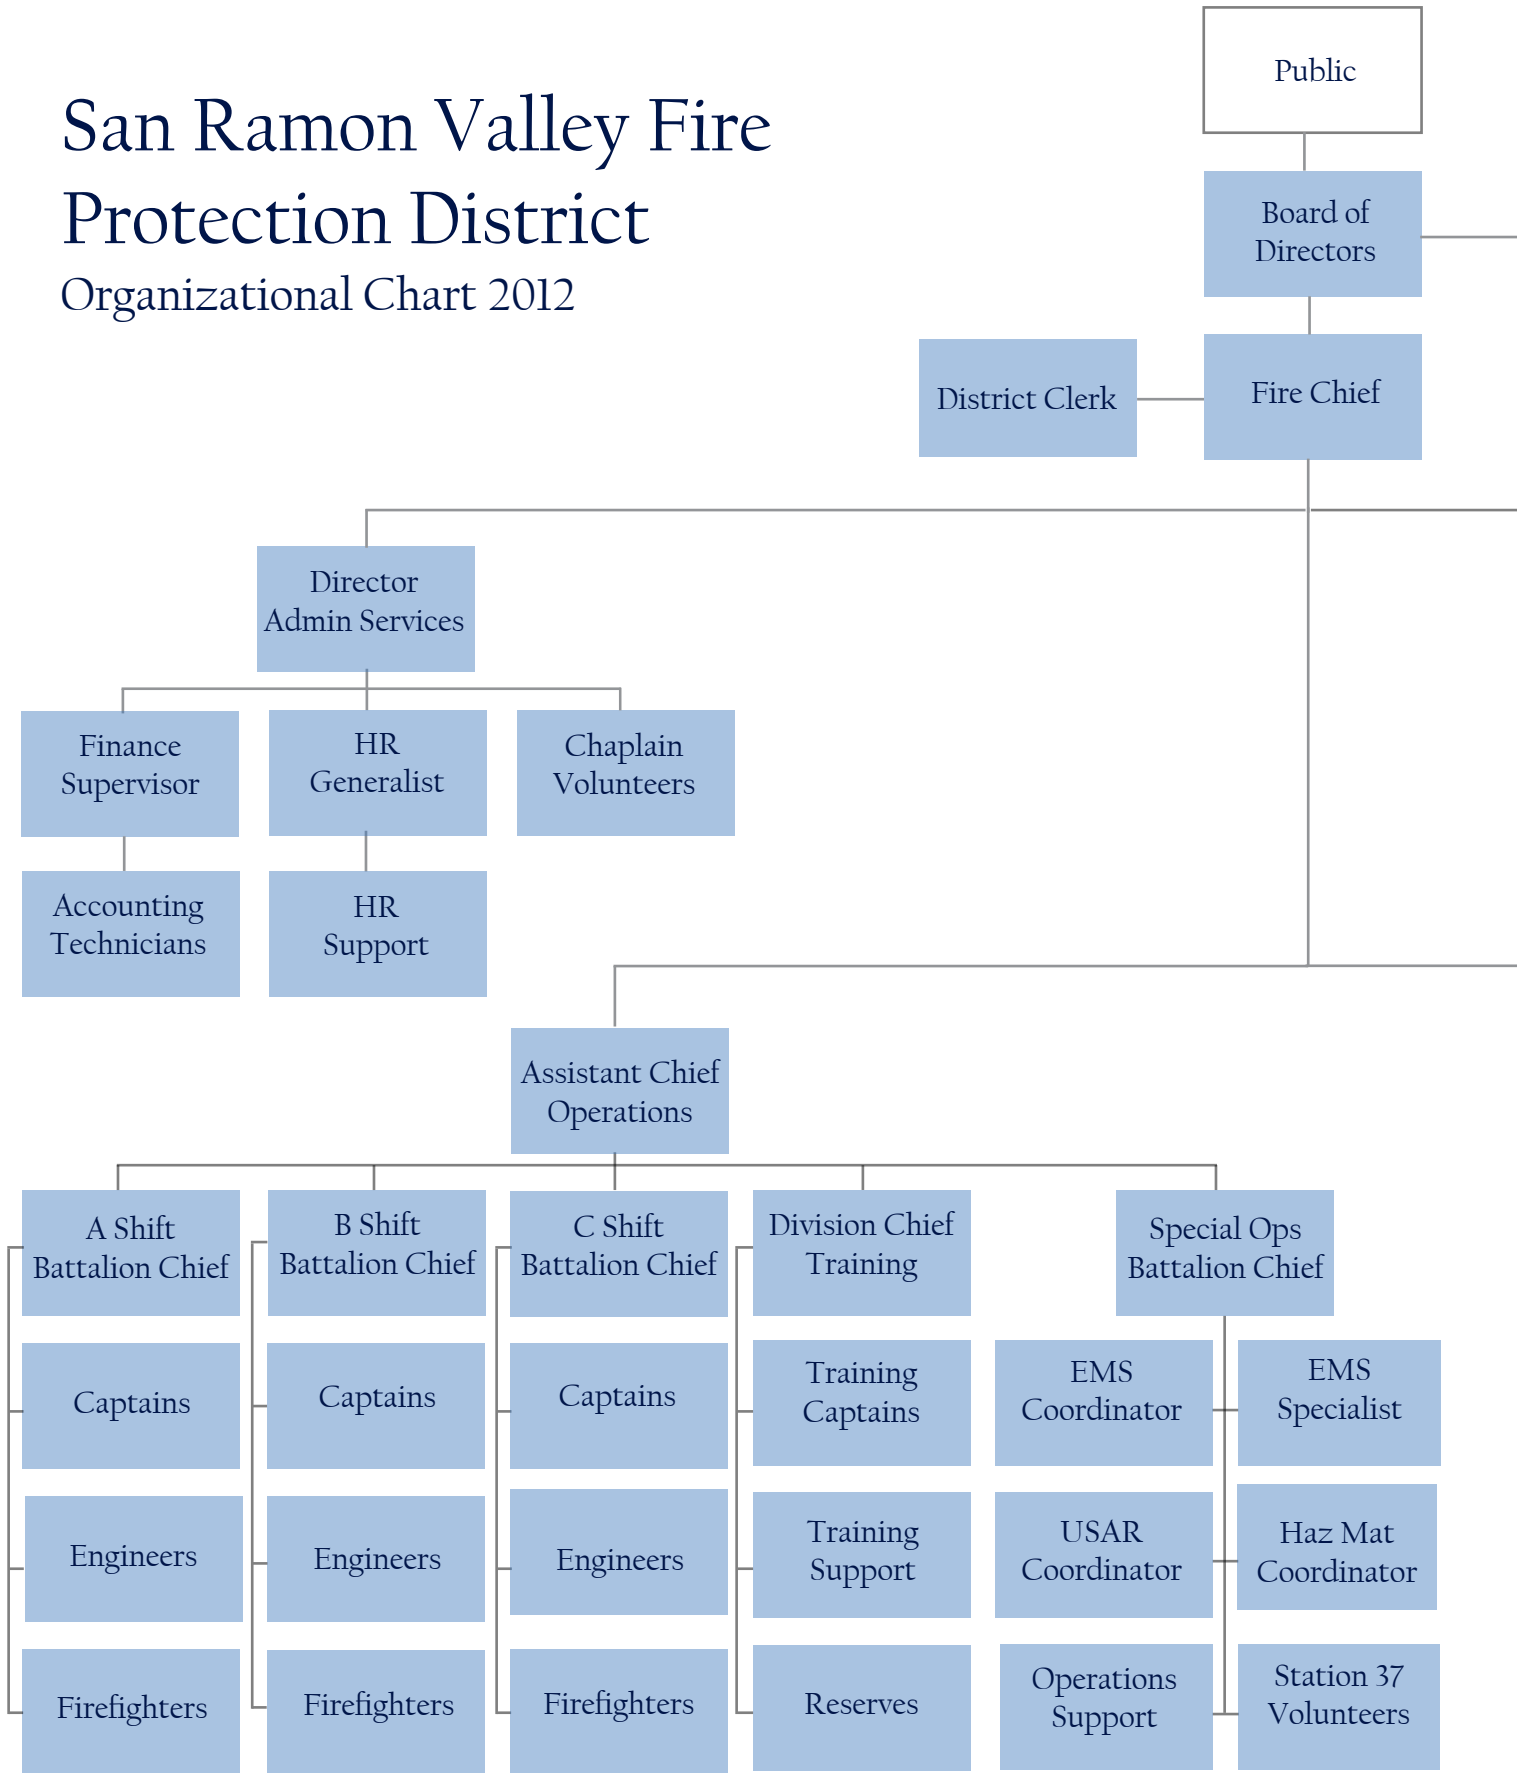 Public
San Ramon Valley Fire
Protection District
Organizational Chart 2012
Board of
Directors
District Clerk
Fire Chief
Director
Admin Services
Finance
Supervisor
HR
Generalist
Chaplain
Volunteers
Accounting
Technicians
HR
Support
Assistant Chief
Operations
A Shift
Battalion Chief
B Shift
Battalion Chief
C Shift
Battalion Chief
Division Chief
Training
Special Ops
Battalion Chief
Captains
Captains
Captains
Training
Captains
EMS
Coordinator
EMS
Specialist
Engineers
Engineers
Engineers
Training
Support
USAR
Coordinator
Haz Mat
Coordinator
Firefighters
Firefighters
Firefighters
Reserves
Operations
Support
Station 37
Volunteers